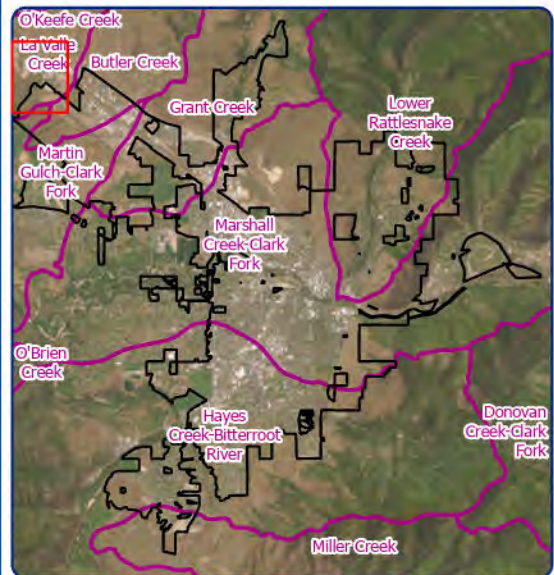 O'Keefe Creek
La Valle
Creek
Butler Creek
Grant Creek
Lower
Rattlesnake
Creek
Martin
Gulch-Clark
Fork
Marshall
Creek-Clark
Fork
O'Brien
Creek
Hayes
Creek-Bitterroot
River
Donovan
Creek-Clark
Fork
Miller Creek